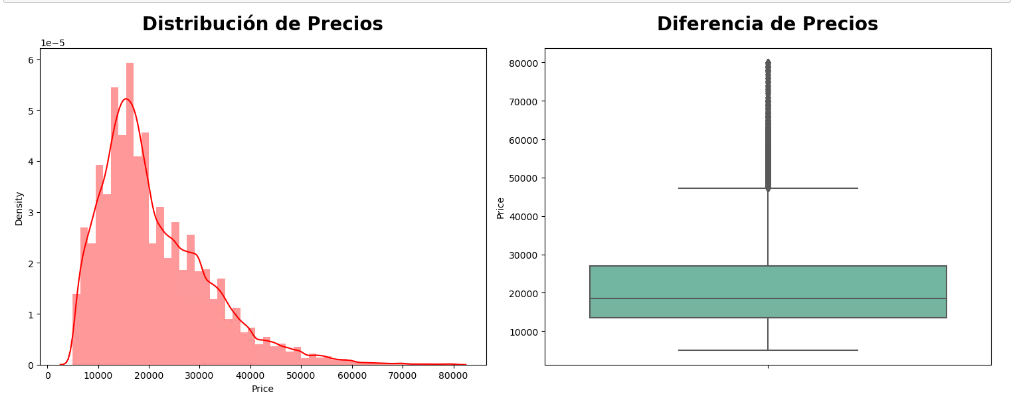 Distribución de Precios
1e−5
6
5
4
3
2
1
0
Density
0 10000 20000 30000 40000 50000 60000 70000 80000
Price
Diferencia de Precios
80000
70000
60000
50000
40000
30000
20000
10000
Price